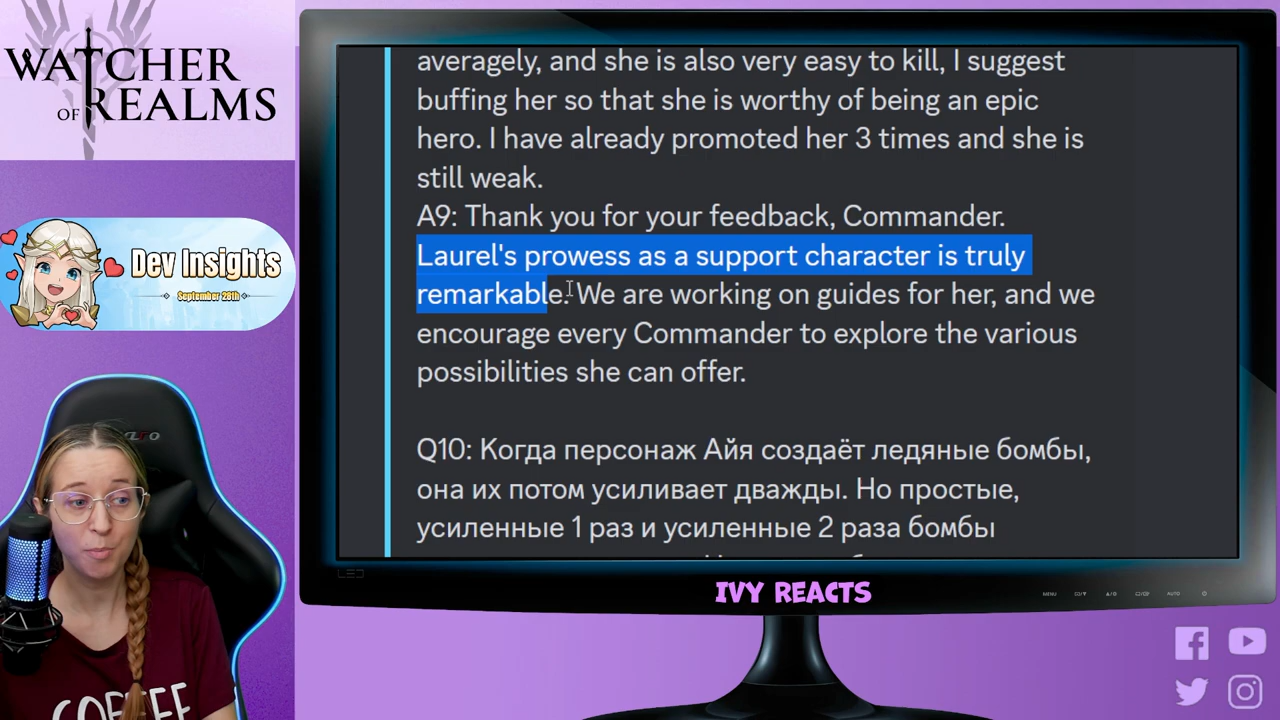 WATCHER
OF REALMS
Dev Insights
September 28th
averagely, and she is also very easy to kill, I suggest
buffing her so that she is worthy of being an epic
hero. I have already promoted her 3 times and she is
still weak.
A9: Thank you for your feedback, Commander.
Laurel's prowess as a support character is truly
remarkable. We are working on guides for her, and we
encourage every Commander to explore the various
possibilities she can offer.
Q10: Когда персонаж Айя создаёт ледяные бомбы,
она их потом усиливает дважды. Но простые,
усиленные 1 раз и усиленные 2 раза бомбы
IVY REACTS
MENU
AUTO
COFFEE